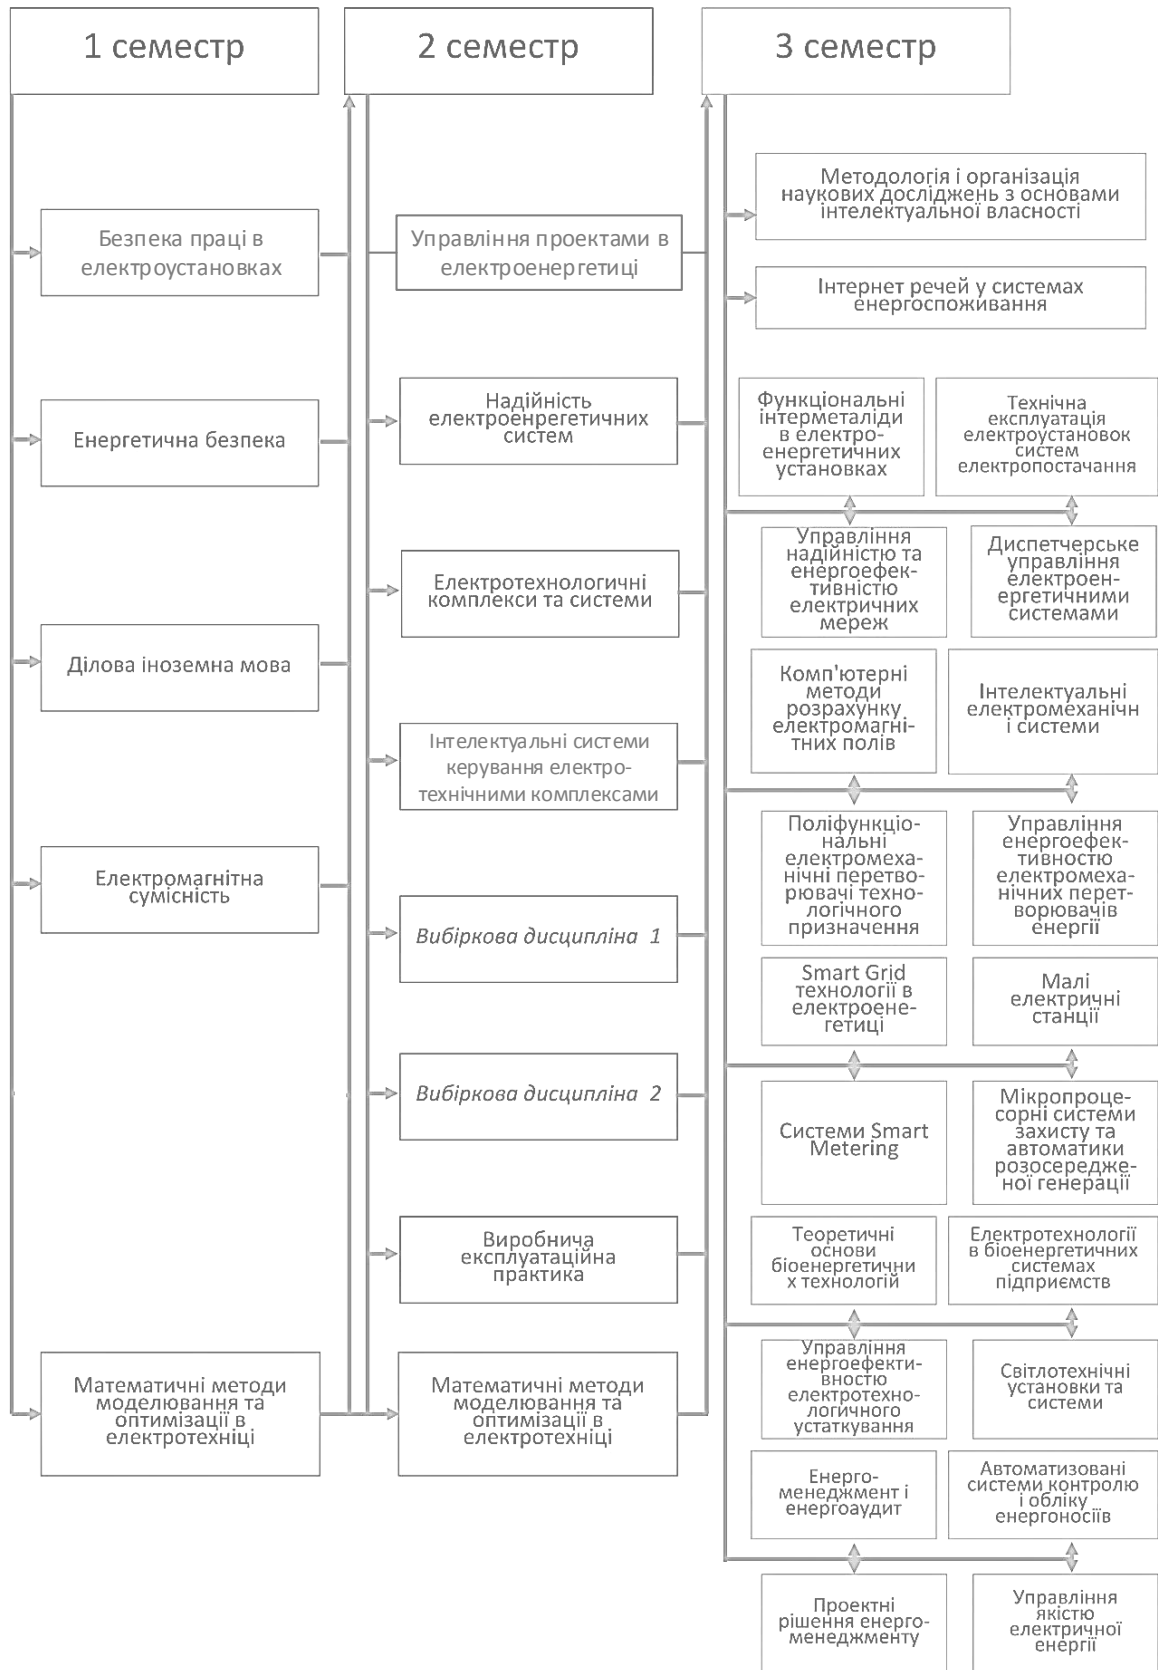 1 семестр
2 семестр
3 семестр
Безпека праці в
електроустановках
Енергетична безпека
Ділова іноземна мова
Електромагнітна
сумісність
Математичні методи
моделювання та
оптимізації в
електротехніці
Управління проектами в
електроенергетиці
Надійність
електроенрегетичних
систем
Електротехнологичні
комплекси та системи
Інтелектуальні системи
керування електро-
технічними комплексами
Вибіркова дисципліна 1
Вибіркова дисципліна 2
Виробнича
експлуатаційна
практика
Математичні методи
моделювання та
оптимізації в
електротехніці
Методологія і організація
наукових досліджень з основами
інтелектуальної власності
Інтернет речей у системах
енергоспоживання
Функціональні
інтерметаліди
в електро-
енергетичних
установках
Технічна
експлуатація
електроустановок
систем
електропостачання
Управління
надійністю та
енергоефек-
тивністю
електричних
мереж
Диспетчерське
управління
електроен-
ергетичними
системами
Комп'ютерні
методи
розрахунку
електромагні-
тних полів
Інтелектуальні
електромеханічн
і системи
Поліфункціо-
нальні
електромеха-
нічні перетво-
рювачі техно-
логічного
призначення
Управління
енергоефек-
тивностю
електромеха-
нічних перет-
ворювачів
енергії
Smart Grid
технології в
електроене-
гетиці
Малі
електричні
станції
Системи Smart
Metering
Мікропроце-
сорні системи
захисту та
автоматики
розосередже-
ної генерації
Теоретичні
основи
біоенергетични
х технологій
Електротехнології
в біоенергетичних
системах
підприємств
Управління
енергоефекти-
вностю
електротехно-
логичного
устаткування
Світлотехнічні
установки та
системи
Енерго-
менеджмент і
енергоаудит
Автоматизовані
системи контролю
і обліку
енергоносіїв
Проектні
рішення енерго-
менеджменту
Управління
якістю
електричної
енергії